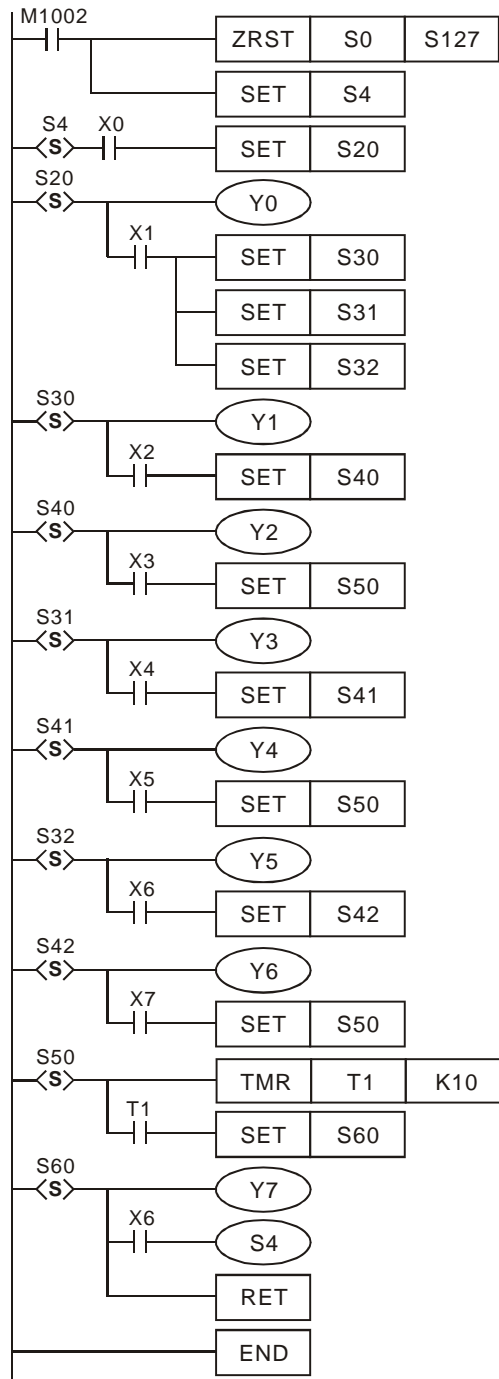 M1002
ZRST S0 S127
SET S4
S4 X0
S SET S20
S20
S Y0
X1
SET S30
SET S31
SET S32
S30
S Y1
X2
SET S40
S40
S Y2
X3
SET S50
S31
S Y3
X4
SET S41
S41
S Y4
X5
SET S50
S32
S Y5
X6
SET S42
S42
S Y6
X7
SET S50
S50
S TMR T1 K10
T1
SET S60
S60
S Y7
X6
S4
RET
END